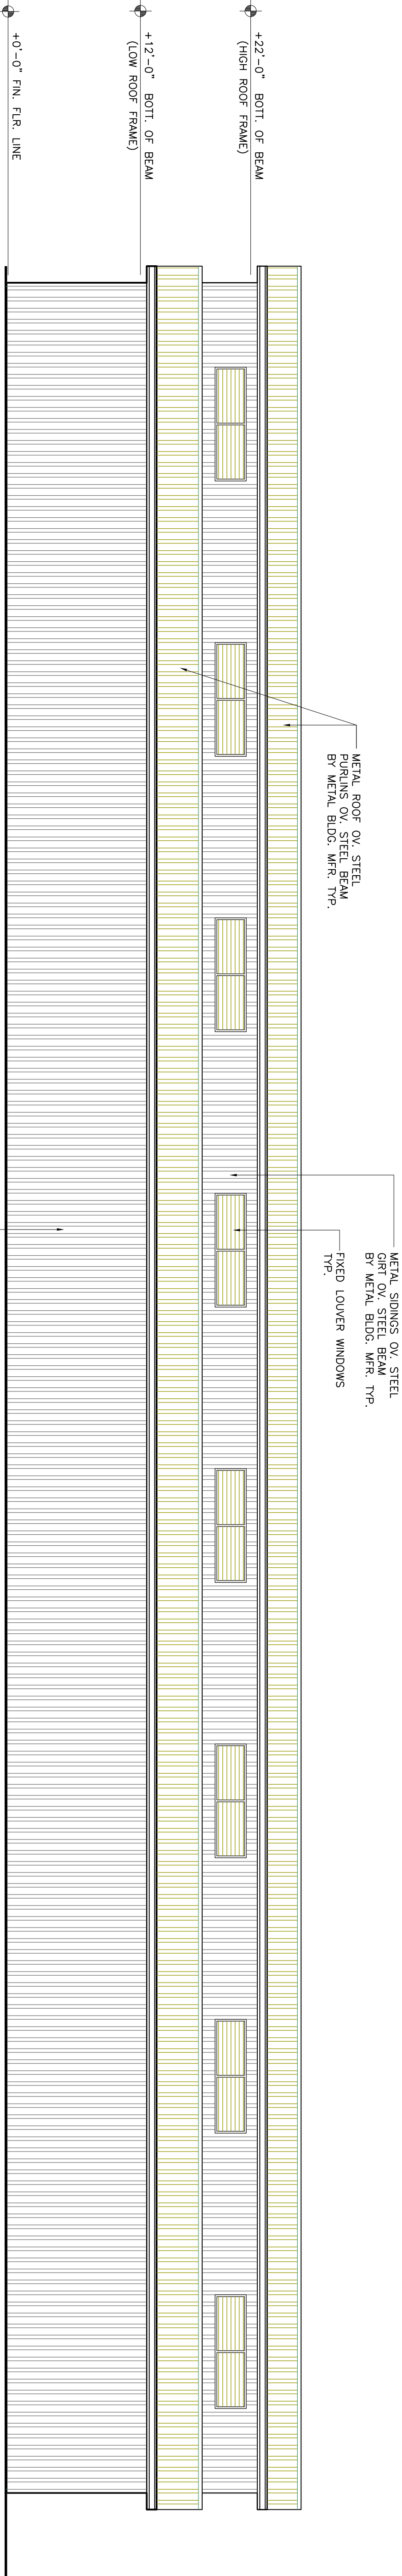 +22'-0" BOTT. OF BEAM
(HIGH ROOF FRAME)
+12'-0" BOTT. OF BEAM
(LOW ROOF FRAME)
+0'-0" FIN. FLR. LINE
METAL ROOF OV. STEEL
PURLINS OV. STEEL BEAM
BY METAL BLDG. MFR. TYP.
METAL SIDINGS OV. STEEL
GIRT OV. STEEL BEAM
BY METAL BLDG. MFR. TYP.
FIXED LOUVER WINDOWS
TYP.